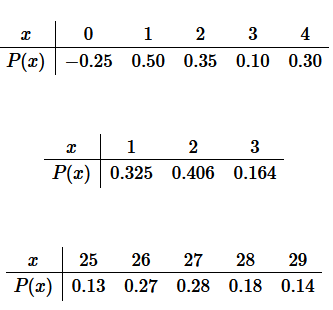 x 0 1 2 3 4
P(x) −0.25 0.50 0.35 0.10 0.30
x 1 2 3
P(x) 0.325 0.406 0.164
x 25 26 27 28 29
P(x) 0.13 0.27 0.28 0.18 0.14